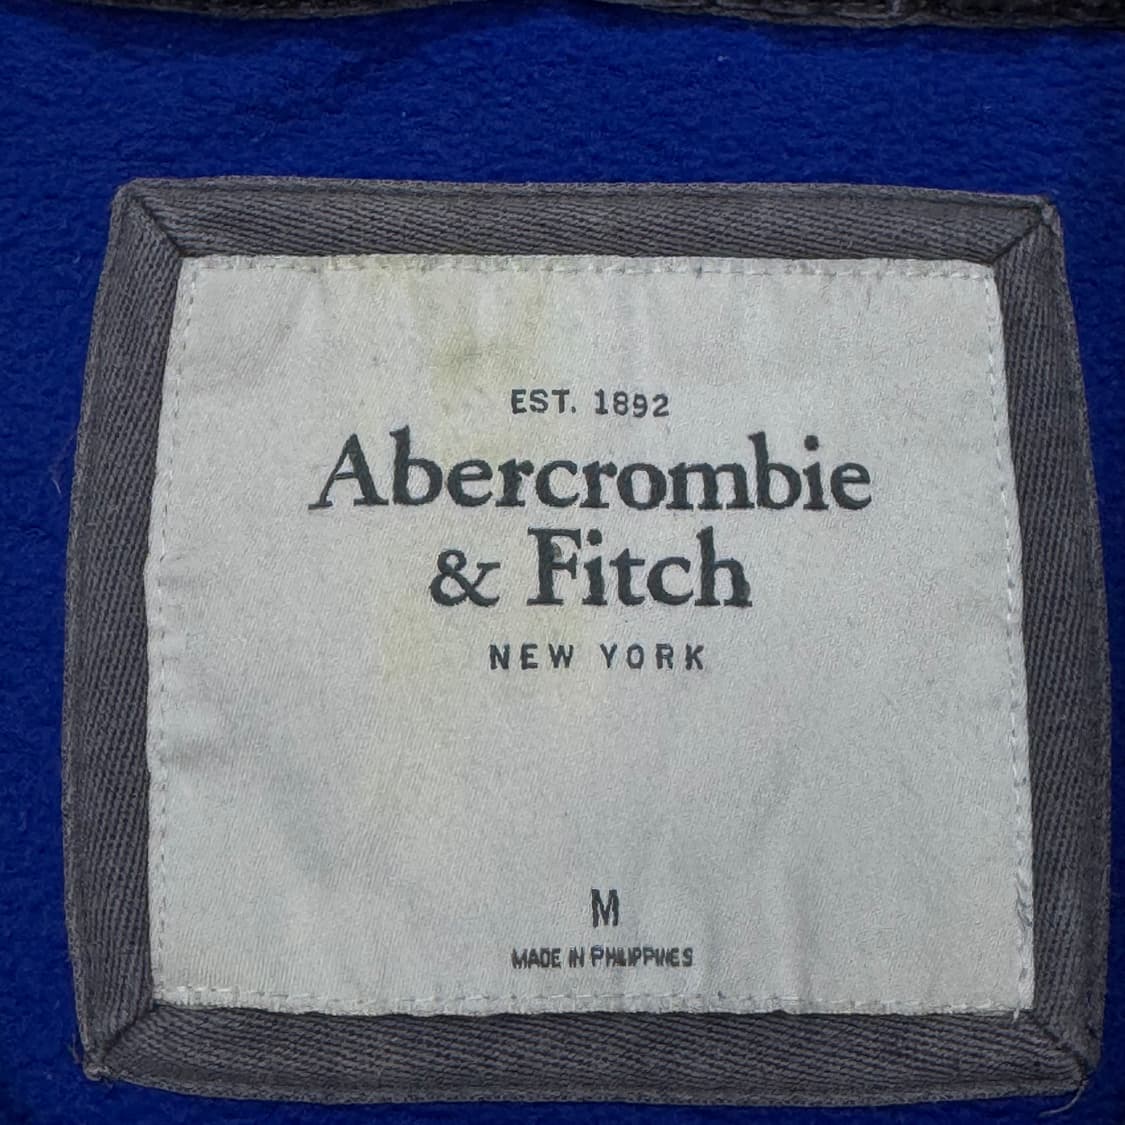 EST. 1892
Abercrombie
& Fitch
NEW YORK
M
MADE IN PHILIPPINES